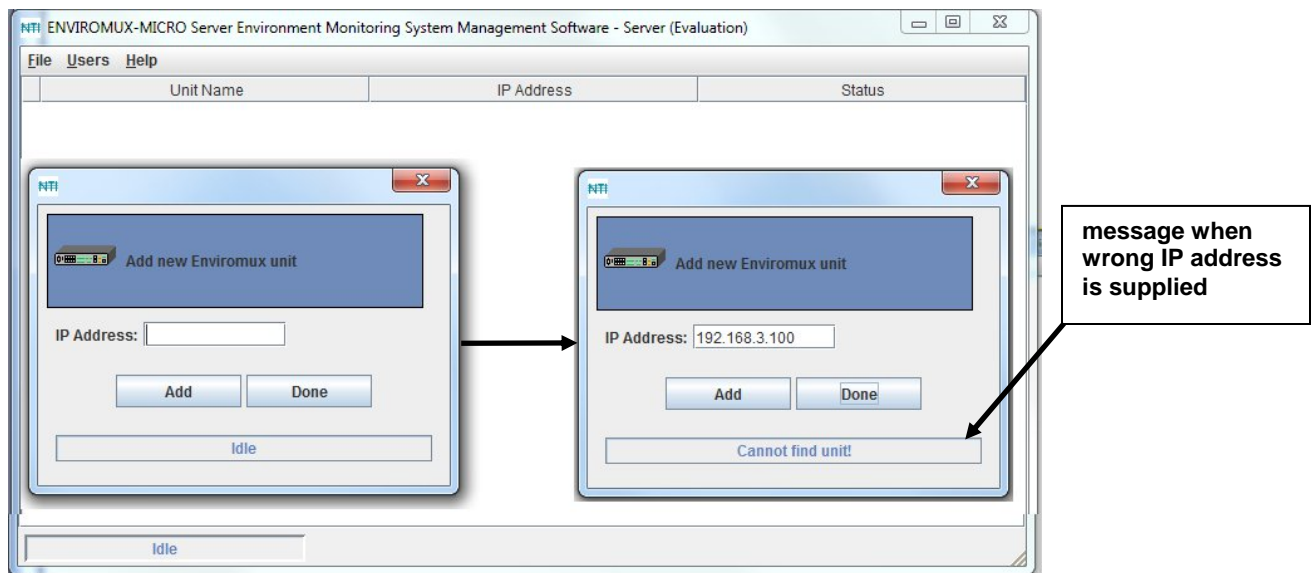 NTI ENVIROMUX-MICRO Server Environment Monitoring System Management Software - Server (Evaluation)
File Users Help
Unit Name IP Address Status
NTI
Add new Enviromux unit
IP Address:
Add Done
Idle
NTI
Add new Enviromux unit
IP Address: 192.168.3.100
Add Done
Cannot find unit!
message when
wrong IP address
is supplied
Idle